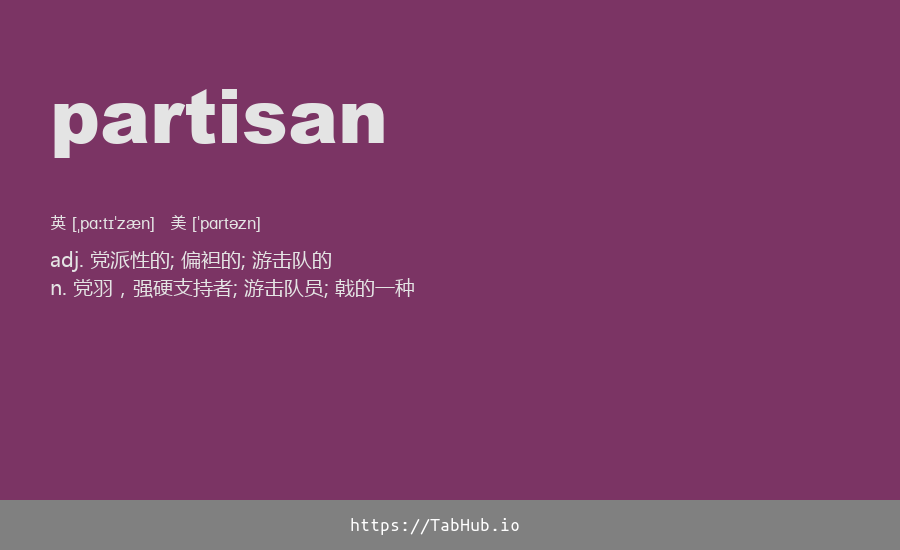 partisan
英 [ˌpɑːtɪˈzæn] 美 [ˈpɑrtəzn]
adj. 党派性的; 偏袒的; 游击队的
n. 党羽，强硬支持者; 游击队员; 戟的一种
https://TabHub.io